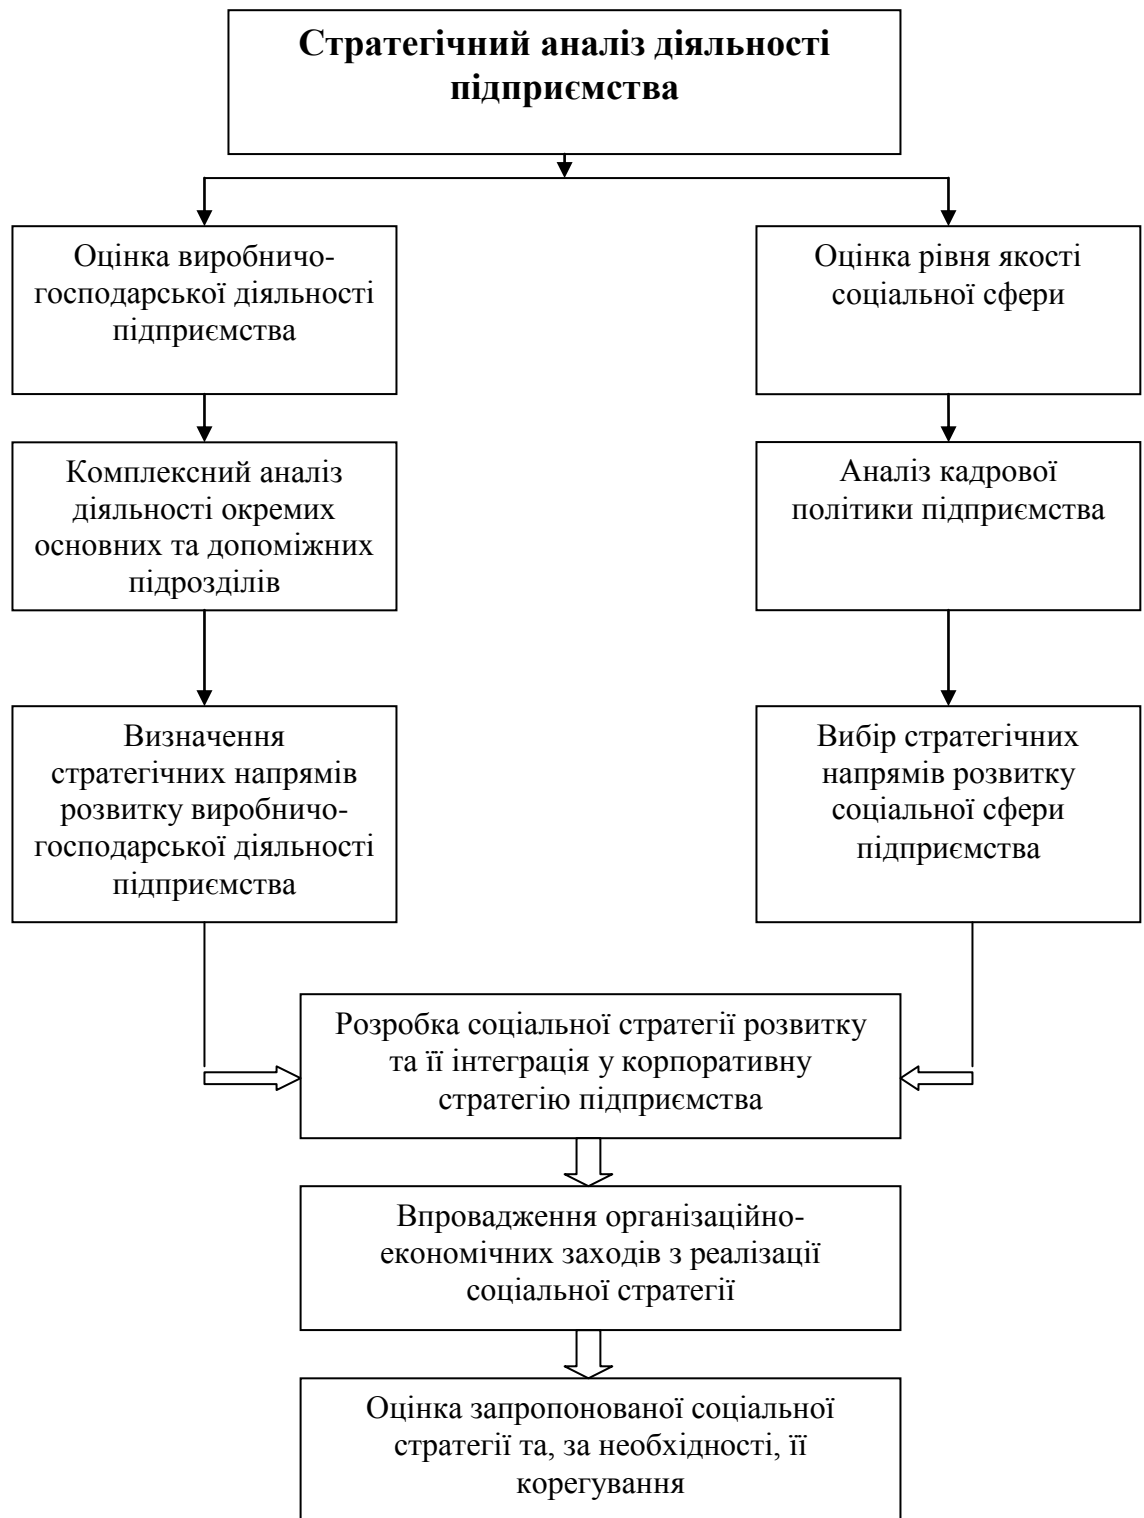 Стратегічний аналіз діяльності
підприємства
Оцінка виробничо-
господарської діяльності
підприємства
Оцінка рівня якості
соціальної сфери
Комплексний аналіз
діяльності окремих
основних та допоміжних
підрозділів
Аналіз кадрової
політики підприємства
Визначення
стратегічних напрямів
розвитку виробничо-
господарської діяльності
підприємства
Вибір стратегічних
напрямів розвитку
соціальної сфери
підприємства
Розробка соціальної стратегії розвитку
та її інтеграція у корпоративну
стратегію підприємства
Впровадження організаційно-
економічних заходів з реалізації
соціальної стратегії
Оцінка запропонованої соціальної
стратегії та, за необхідності, її
корегування